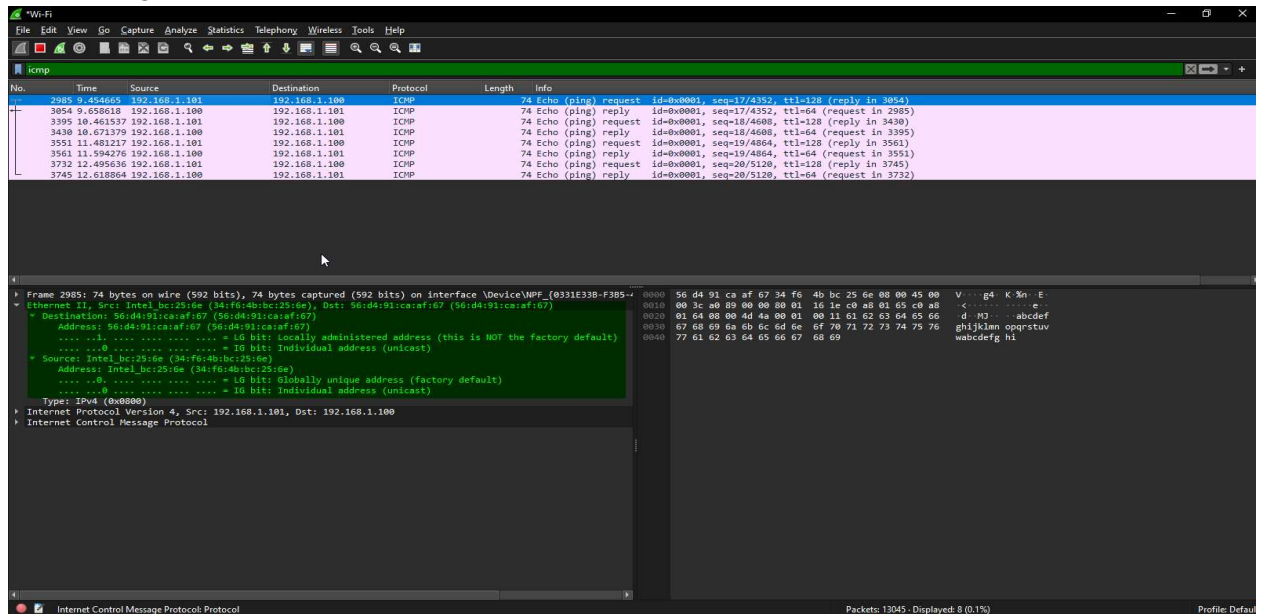 *Wi-Fi
File Edit View Go Capture Analyze Statistics Telephony Wireless Tools Help
icmp
No. Time Source Destination Protocol Length Info
2985 9.454665 192.168.1.101 192.168.1.100 ICMP 74 Echo (ping) request id=0x0001, seq=17/4352, ttl=128 (reply in 3054)
3054 9.658618 192.168.1.100 192.168.1.101 ICMP 74 Echo (ping) reply id=0x0001, seq=17/4352, ttl=64 (request in 2985)
3395 10.461537 192.168.1.101 192.168.1.100 ICMP 74 Echo (ping) request id=0x0001, seq=18/4608, ttl=128 (reply in 3430)
3430 10.671379 192.168.1.100 192.168.1.101 ICMP 74 Echo (ping) reply id=0x0001, seq=18/4608, ttl=64 (request in 3395)
3551 11.481217 192.168.1.101 192.168.1.100 ICMP 74 Echo (ping) request id=0x0001, seq=19/4864, ttl=128 (reply in 3561)
3561 11.594276 192.168.1.100 192.168.1.101 ICMP 74 Echo (ping) reply id=0x0001, seq=19/4864, ttl=64 (request in 3551)
3732 12.495636 192.168.1.101 192.168.1.100 ICMP 74 Echo (ping) request id=0x0001, seq=20/5120, ttl=128 (reply in 3745)
3745 12.618864 192.168.1.100 192.168.1.101 ICMP 74 Echo (ping) reply id=0x0001, seq=20/5120, ttl=64 (request in 3732)
Frame 2985: 74 bytes on wire (592 bits), 74 bytes captured (592 bits) on interface \Device\NPF_{0331E33B-F3B5-
Ethernet II, Src: Intel_bc:25:6e (34:f6:4b:bc:25:6e), Dst: 56:d4:91:ca:af:67 (56:d4:91:ca:af:67)
Destination: 56:d4:91:ca:af:67 (56:d4:91:ca:af:67)
Address: 56:d4:91:ca:af:67 (56:d4:91:ca:af:67)
.... ..1. .... .... .... .... = LG bit: Locally administered address (this is NOT the factory default)
.... ...0 .... .... .... .... = IG bit: Individual address (unicast)
Source: Intel_bc:25:6e (34:f6:4b:bc:25:6e)
Address: Intel_bc:25:6e (34:f6:4b:bc:25:6e)
.... ..0. .... .... .... .... = LG bit: Globally unique address (factory default)
.... ...0 .... .... .... .... = IG bit: Individual address (unicast)
Type: IPv4 (0x0800)
Internet Protocol Version 4, Src: 192.168.1.101, Dst: 192.168.1.100
Internet Control Message Protocol
0000 56 d4 91 ca af 67 34 f6 4b bc 25 6e 08 00 45 00 V····g4· K·%n··E·
0010 00 3c a0 89 00 00 80 01 16 1e c0 a8 01 65 c0 a8 ·<······ ·····e··
0020 01 64 08 00 4d 4a 00 01 00 11 61 62 63 64 65 66 ·d··MJ·· ··abcdef
0030 67 68 69 6a 6b 6c 6d 6e 6f 70 71 72 73 74 75 76 ghijklmn opqrstuv
0040 77 61 62 63 64 65 66 67 68 69 wabcdefg hi
Internet Control Message Protocol: Protocol
Packets: 13045 · Displayed: 8 (0.1%)
Profile: Defaul